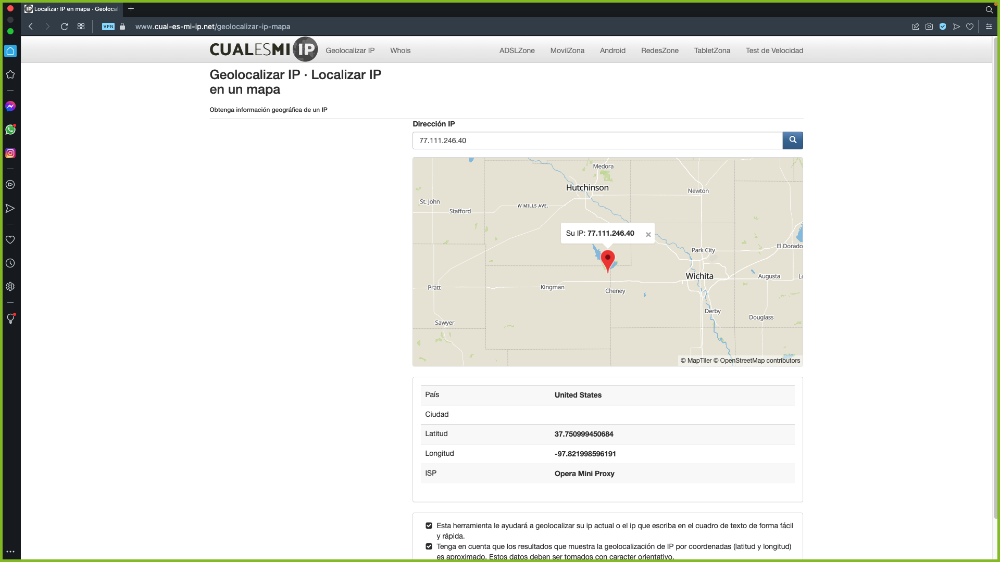 Localizar IP en mapa · Geolocali
VPN
www.cual-es-mi-ip.net/geolocalizar-ip-mapa
CUALESMI IP
Geolocalizar IP
Whois
ADSLZone
MovilZona
Android
RedesZone
TabletZona
Test de Velocidad
Geolocalizar IP · Localizar IP
en un mapa
Obtenga información geográfica de un IP
Dirección IP
77.111.246.40
Medora
Hutchinson
Newton
St. John
W MILLS AVE.
Stafford
Su IP: 77.111.246.40 ×
El Dorado
Park City
Wichita
Augusta
Le
Pratt
Kingman
Cheney
Derby
Douglass
Sawyer
© MapTiler © OpenStreetMap contributors
País United States
Ciudad
Latitud 37.750999450684
Longitud -97.821998596191
ISP Opera Mini Proxy
Esta herramienta le ayudará a geolocalizar su ip actual o el ip que escriba en el cuadro de texto de forma fácil
y rápida.
Tenga en cuenta que los resultados que muestra la geolocalización de IP por coordenadas (latitud y longitud)
es aproximado. Estos datos deben ser tomados con caracter orientativo.